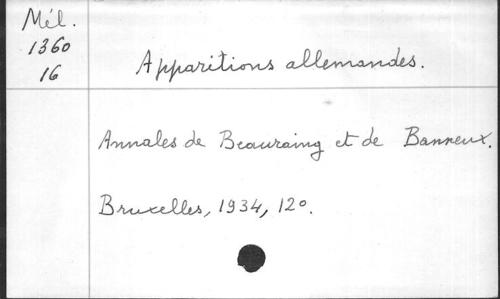 Mél.
1360
16
Apparitions allemandes.
Annales de Beauraing et de Banneux.
Bruxelles, 1934, 12°.